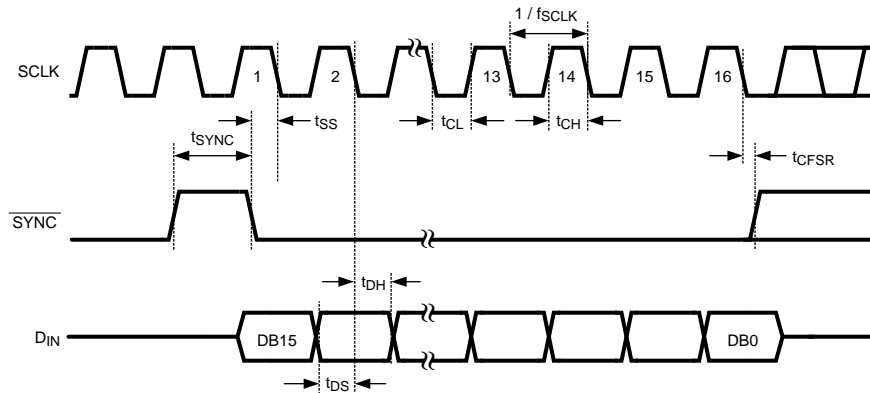 1 / fSCLK
SCLK
1
2
13
14
15
16
tSS
tCL
tCH
tSYNC
tCFSR
SYNC
tDH
DIN
DB15
DB0
tDS